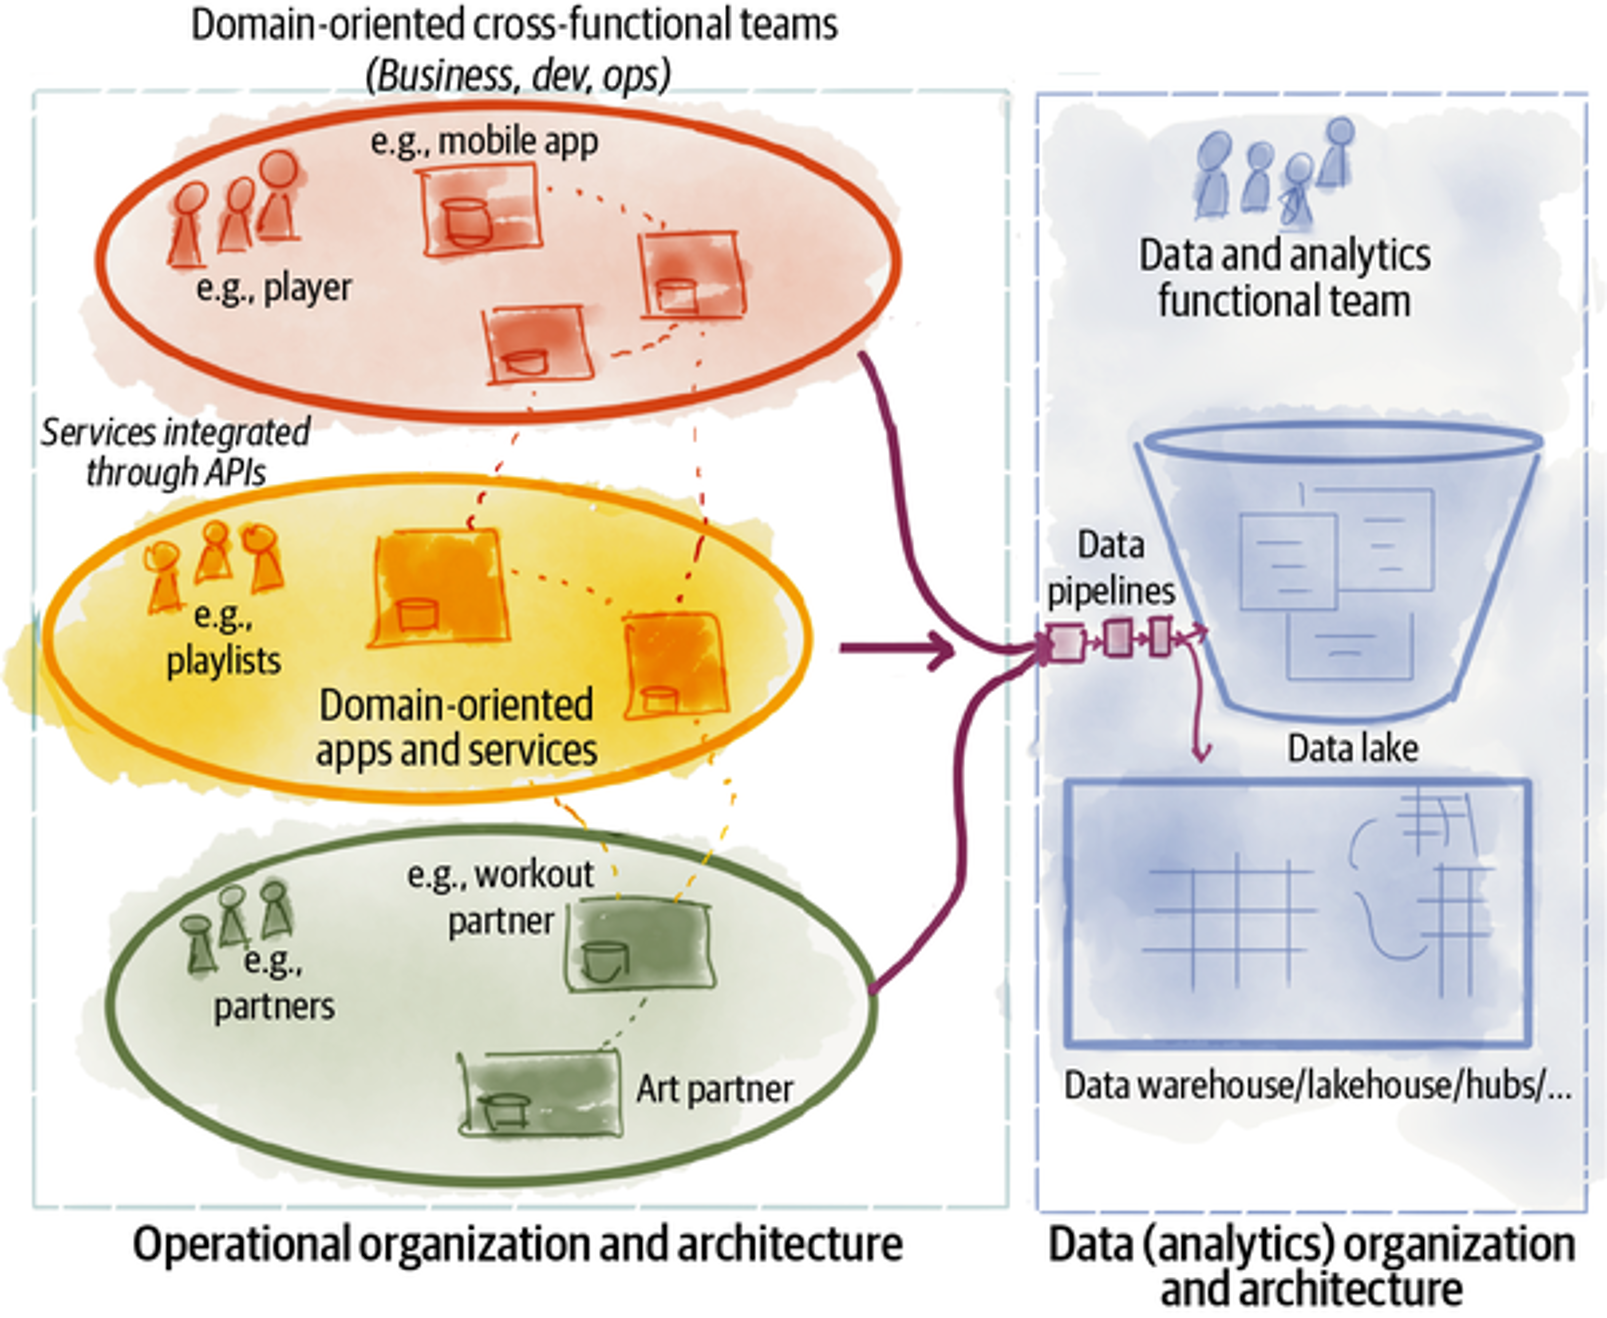 Domain-oriented cross-functional teams
(Business, dev, ops)
e.g., mobile app
e.g., player
Services integrated
through APIs
e.g.,
playlists
Domain-oriented
apps and services
e.g., workout
partner
e.g.,
partners
Art partner
Operational organization and architecture
Data and analytics
functional team
Data
pipelines
Data lake
Data warehouse/lakehouse/hubs/...
Data (analytics) organization
and architecture